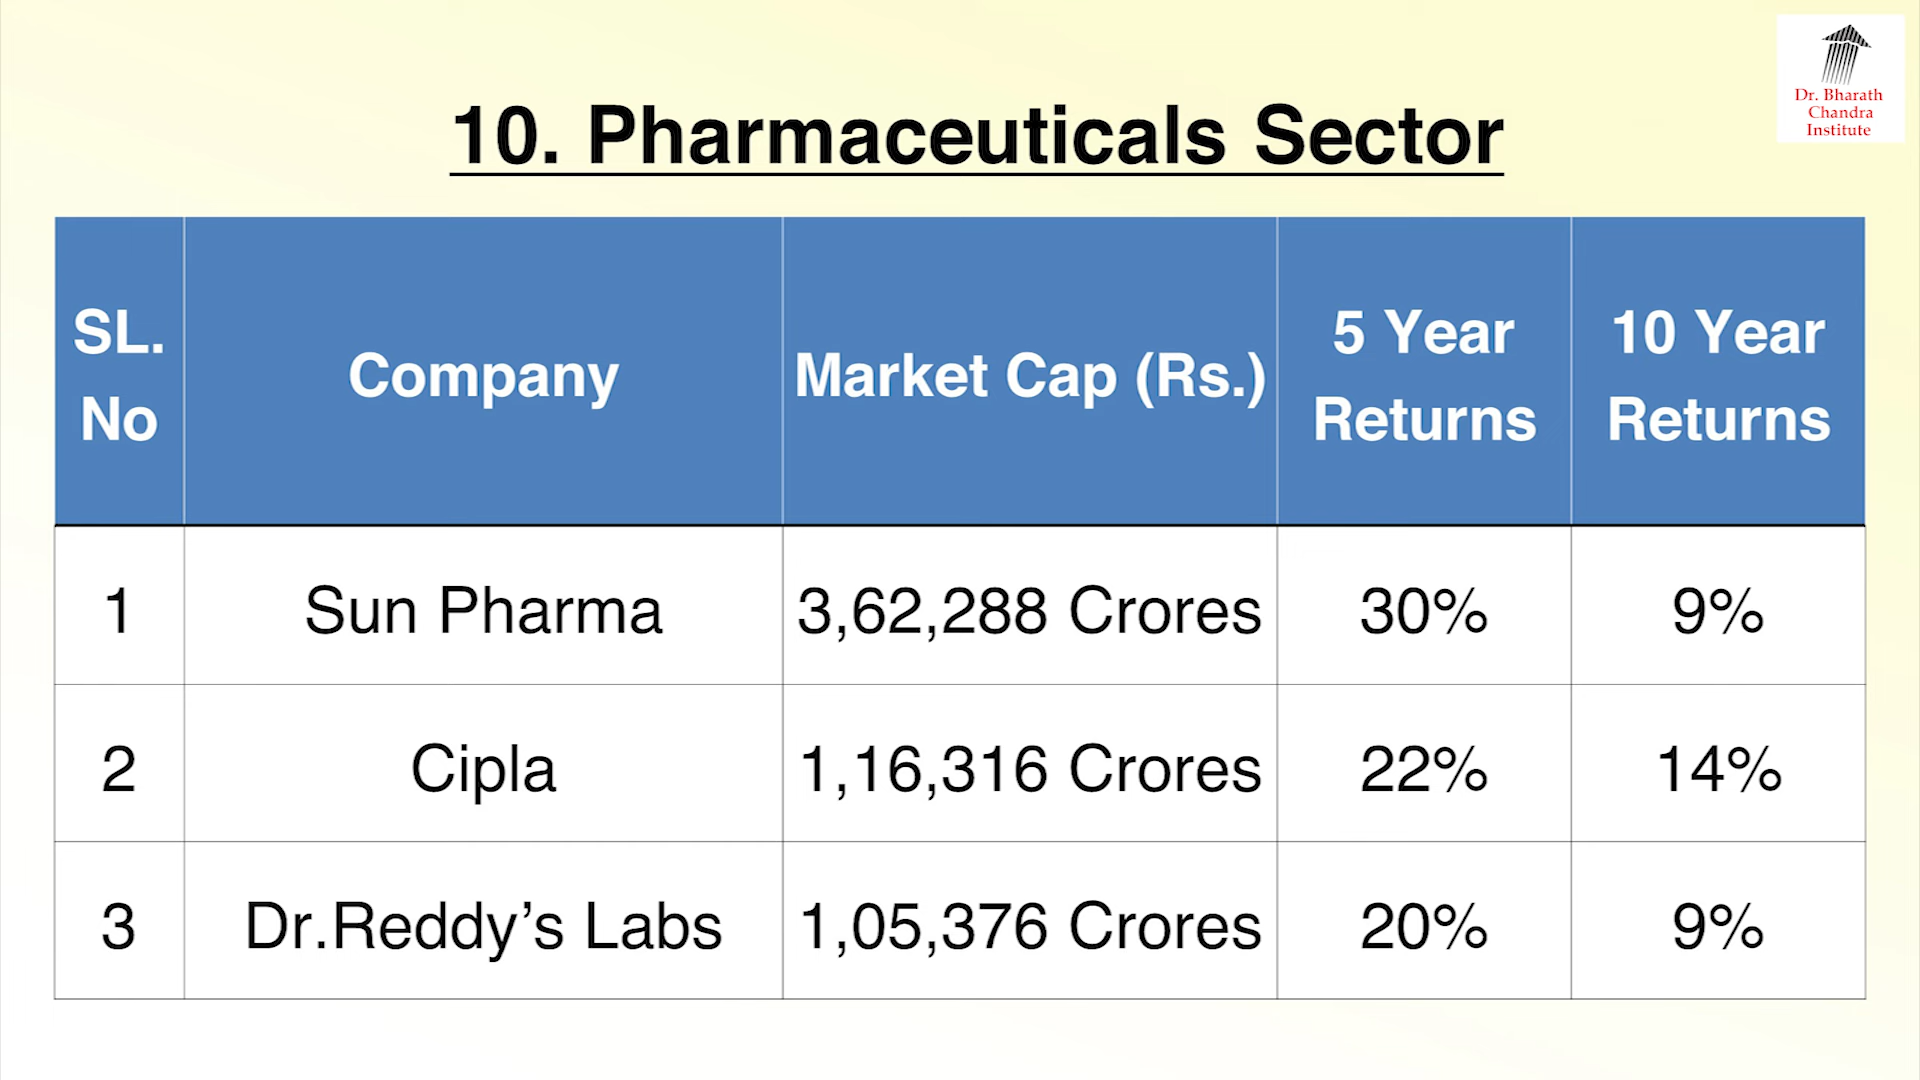 Dr. Bharath
Chandra
Institute
10. Pharmaceuticals Sector
SL. No Company Market Cap (Rs.) 5 Year Returns 10 Year Returns
1 Sun Pharma 3,62,288 Crores 30% 9%
2 Cipla 1,16,316 Crores 22% 14%
3 Dr.Reddy’s Labs 1,05,376 Crores 20% 9%